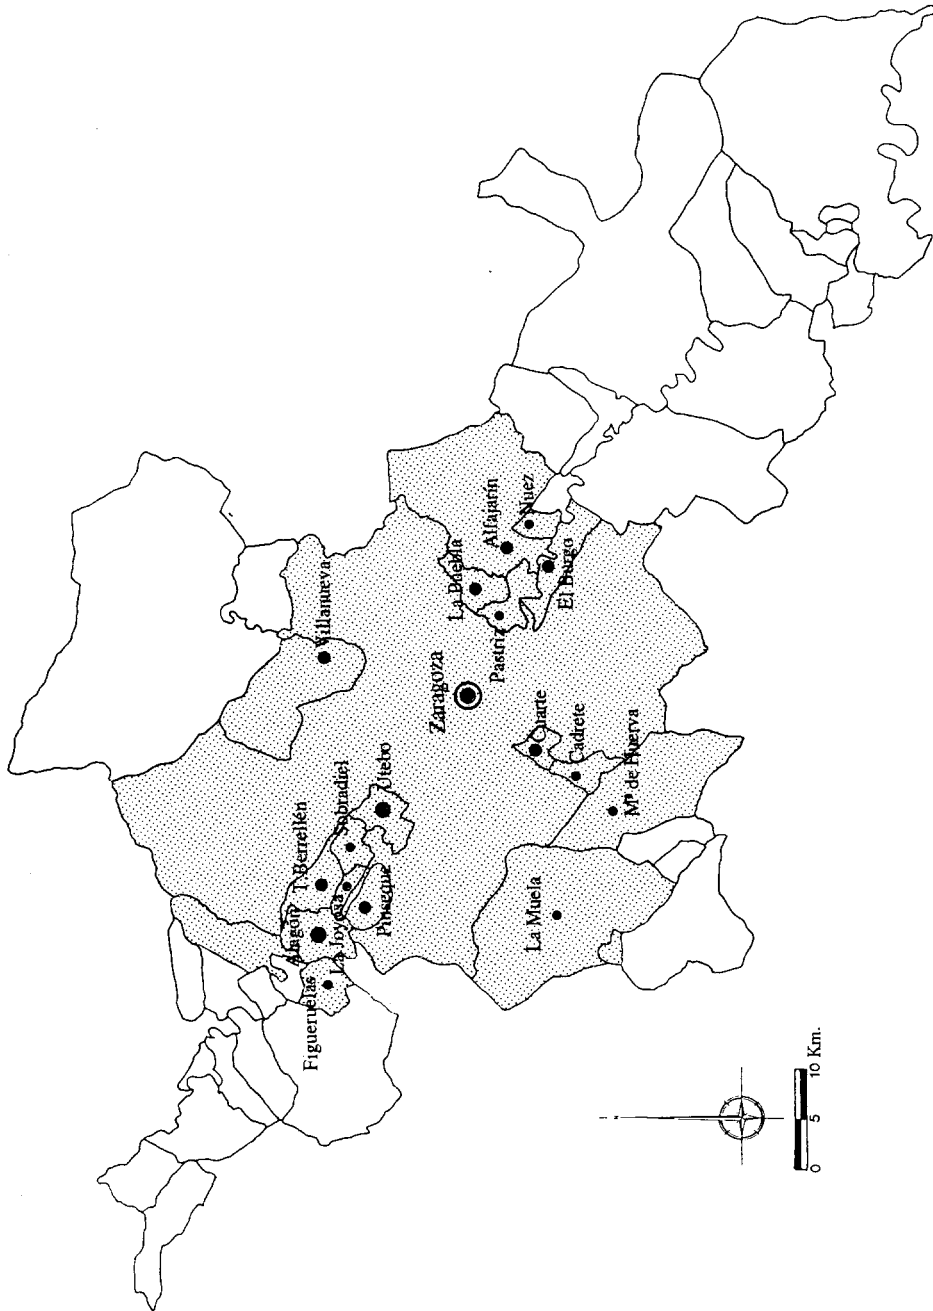 Villanueva
Zaragoza
La Puebla
Alfajarín
Nuez
Pastriz
El Burgo
Cuarte
Cadrete
Mª de Huerva
La Muela
Utebo
Sobradiel
T. Berrellén
Pinseque
La Joyosa
Alagón
Figueruelas
0 5 10 Km.